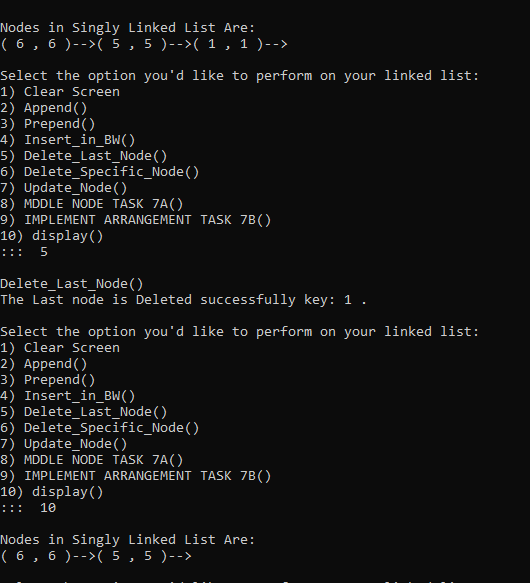 Nodes in Singly Linked List Are:
( 6 , 6 )-->( 5 , 5 )-->( 1 , 1 )-->
Select the option you'd like to perform on your linked list:
1) Clear Screen
2) Append()
3) Prepend()
4) Insert_in_BW()
5) Delete_Last_Node()
6) Delete_Specific_Node()
7) Update_Node()
8) MDDLE NODE TASK 7A()
9) IMPLEMENT ARRANGEMENT TASK 7B()
10) display()
:::  5
Delete_Last_Node()
The Last node is Deleted successfully key: 1 .
Select the option you'd like to perform on your linked list:
1) Clear Screen
2) Append()
3) Prepend()
4) Insert_in_BW()
5) Delete_Last_Node()
6) Delete_Specific_Node()
7) Update_Node()
8) MDDLE NODE TASK 7A()
9) IMPLEMENT ARRANGEMENT TASK 7B()
10) display()
:::  10
Nodes in Singly Linked List Are:
( 6 , 6 )-->( 5 , 5 )-->